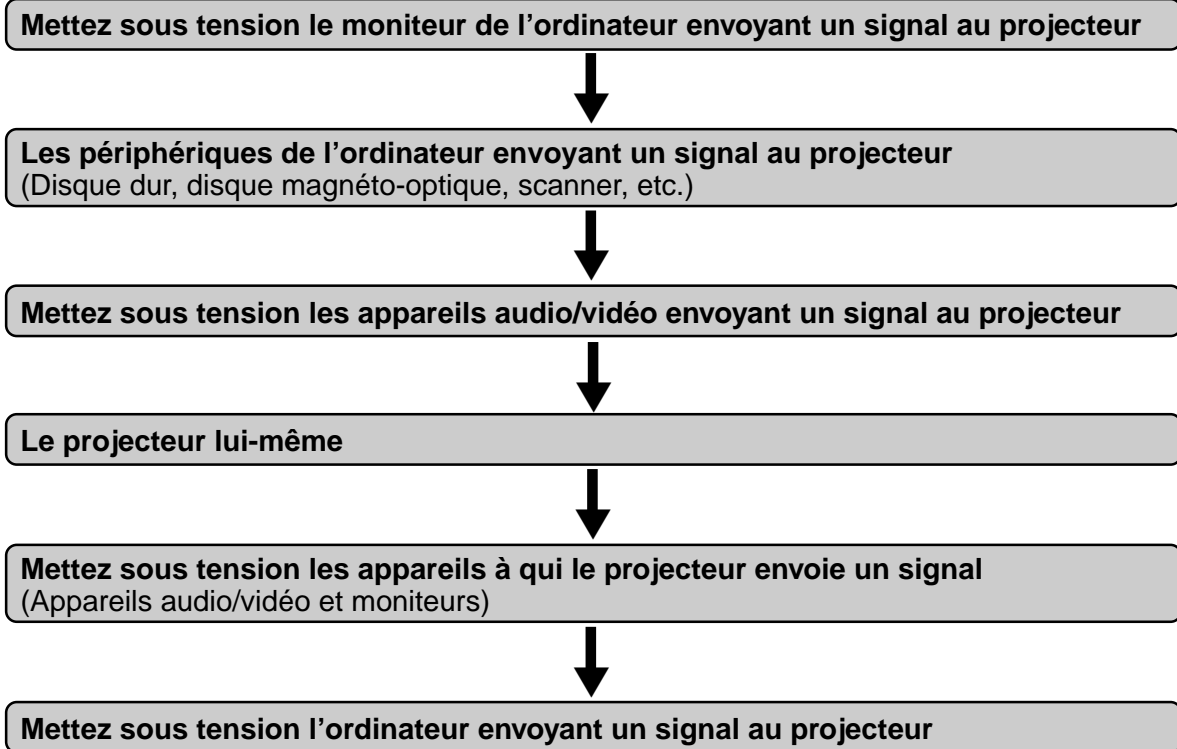 Mettez sous tension le moniteur de l’ordinateur envoyant un signal au projecteur
Les périphériques de l’ordinateur envoyant un signal au projecteur
(Disque dur, disque magnéto-optique, scanner, etc.)
Mettez sous tension les appareils audio/vidéo envoyant un signal au projecteur
Le projecteur lui-même
Mettez sous tension les appareils à qui le projecteur envoie un signal
(Appareils audio/vidéo et moniteurs)
Mettez sous tension l’ordinateur envoyant un signal au projecteur